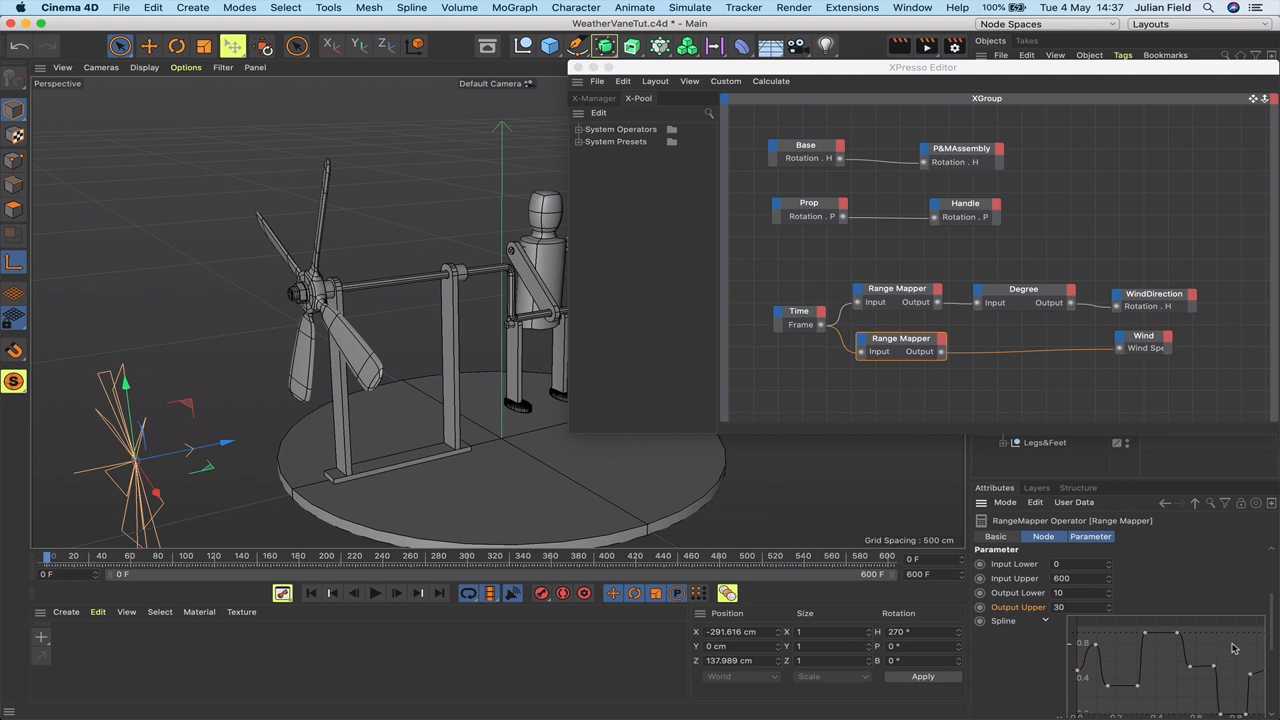 Cinema 4D File Edit Create Modes Select Tools Mesh Spline Volume MoGraph Character Animate Simulate Tracker Render Extensions Window Help 100% Tue 4 May 14:37 Julian Field
WeatherVaneTut.c4d * - Main
Node Spaces Layouts
Objects Takes
File Edit View Object Tags Bookmarks
View Cameras Display Options Filter Panel
XPresso Editor
File Edit Layout View Custom Calculate
Perspective
Default Camera
X-Manager X-Pool
XGroup
Edit
System Operators
System Presets
Base
Rotation . H
P&MAssembly
Rotation . H
Prop
Rotation . P
Handle
Rotation . P
Range Mapper
Input Output
Degree
Input Output
WindDirection
Rotation . H
Time
Frame
Range Mapper
Input Output
Wind
Wind Spe
Legs&Feet
Attributes Layers Structure
Mode Edit User Data
RangeMapper Operator [Range Mapper]
Basic Node Parameter
Parameter
Input Lower 0
Input Upper 600
Output Lower 10
Output Upper 30
Spline
0.8
0.4
Grid Spacing : 500 cm
20 40 60 80 100 120 140 160 180 200 220 240 260 280 300 320 340 360 380 400 420 440 460 480 500 520 540 560 580 600
0 F
0 F 0 F 600 F 600 F
Create Edit View Select Material Texture
Position Size Rotation
X -291.616 cm X 1 H 270 °
Y 0 cm Y 1 P 0 °
Z 137.989 cm Z 1 B 0 °
World Scale Apply